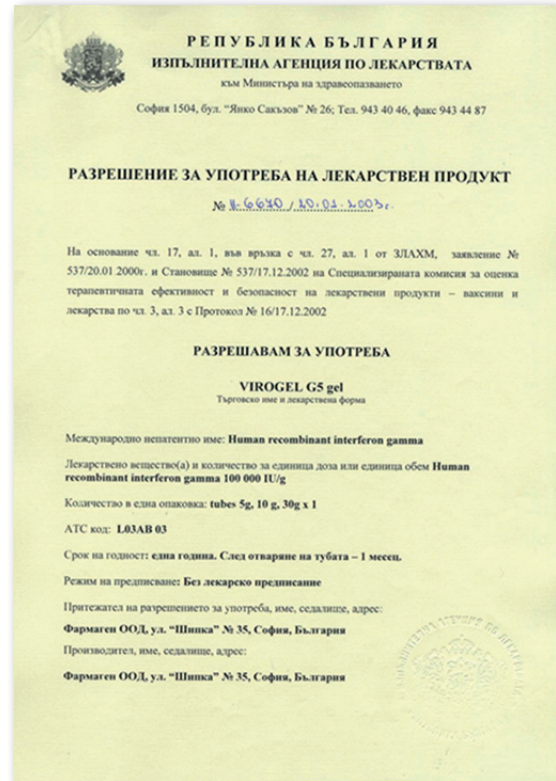 РЕПУБЛИКА БЪЛГАРИЯ
ИЗПЪЛНИТЕЛНА АГЕНЦИЯ ПО ЛЕКАРСТВАТА
към Министъра на здравеопазването
София 1504, бул. “Янко Сакъзов” № 26; Тел. 943 40 46, факс 943 44 87
РАЗРЕШЕНИЕ ЗА УПОТРЕБА НА ЛЕКАРСТВЕН ПРОДУКТ
№ II-6670 / 20.01.2003г.
На основание чл. 17, ал. 1, във връзка с чл. 27, ал. 1 от ЗЛАХМ, заявление №
537/20.01.2000г. и Становище № 537/17.12.2002 на Специализираната комисия за оценка
терапевтичната ефективност и безопасност на лекарствени продукти – ваксини и
лекарства по чл. 3, ал. 3 с Протокол № 16/17.12.2002
РАЗРЕШАВАМ ЗА УПОТРЕБА
VIROGEL G5 gel
Търговско име и лекарствена форма
Международно непатентно име: Human recombinant interferon gamma
Лекарствено вещество(а) и количество за единица доза или единица обем Human
recombinant interferon gamma 100 000 IU/g
Количество в една опаковка: tubes 5g, 10 g, 30g x 1
АТС код: L03AB 03
Срок на годност: една година. След отваряне на тубата – 1 месец.
Режим на предписване: Без лекарско предписание
Притежател на разрешението за употреба, име, седалище, адрес:
Фармаген ООД, ул. “Шипка” № 35, София, България
Производител, име, седалище, адрес:
Фармаген ООД, ул. “Шипка” № 35, София, България